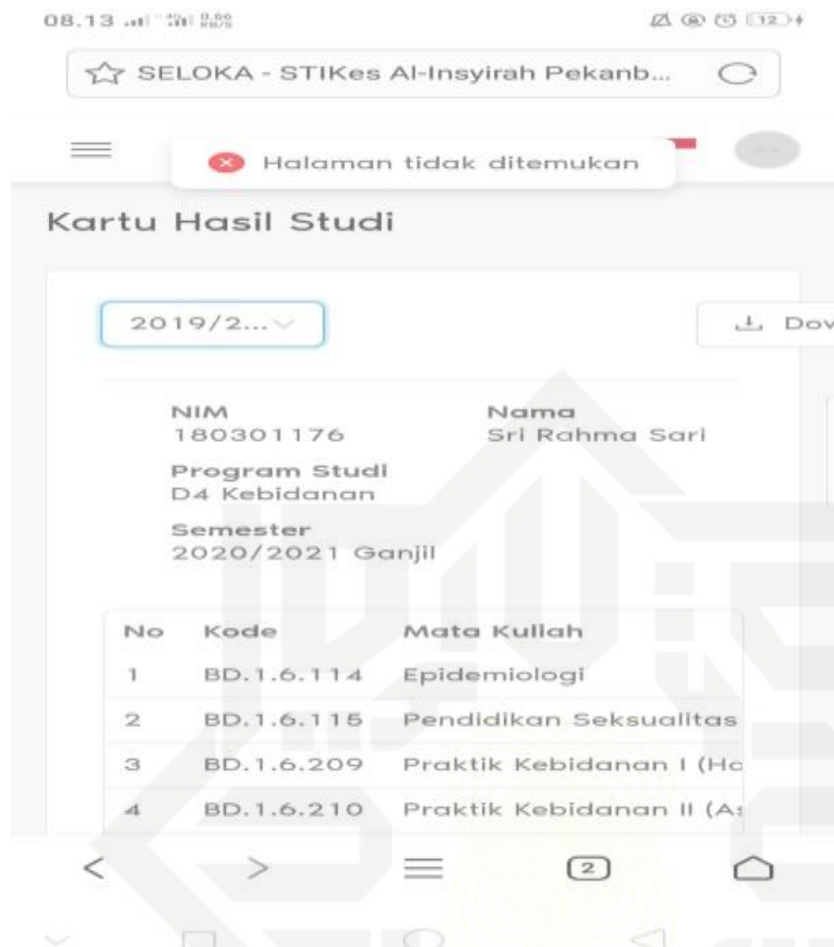 08.13
SELOKA - STIKes Al-Insyirah Pekanb...
Halaman tidak ditemukan
Kartu Hasil Studi
2019/2...
Dov
NIM Nama
180301176 Sri Rahma Sari
Program Studi
D4 Kebidanan
Semester
2020/2021 Ganjil
No Kode Mata Kuliah
1 BD.1.6.114 Epidemiologi
2 BD.1.6.115 Pendidikan Seksualitas
3 BD.1.6.209 Praktik Kebidanan I (Ha
4 BD.1.6.210 Praktik Kebidanan II (As
2